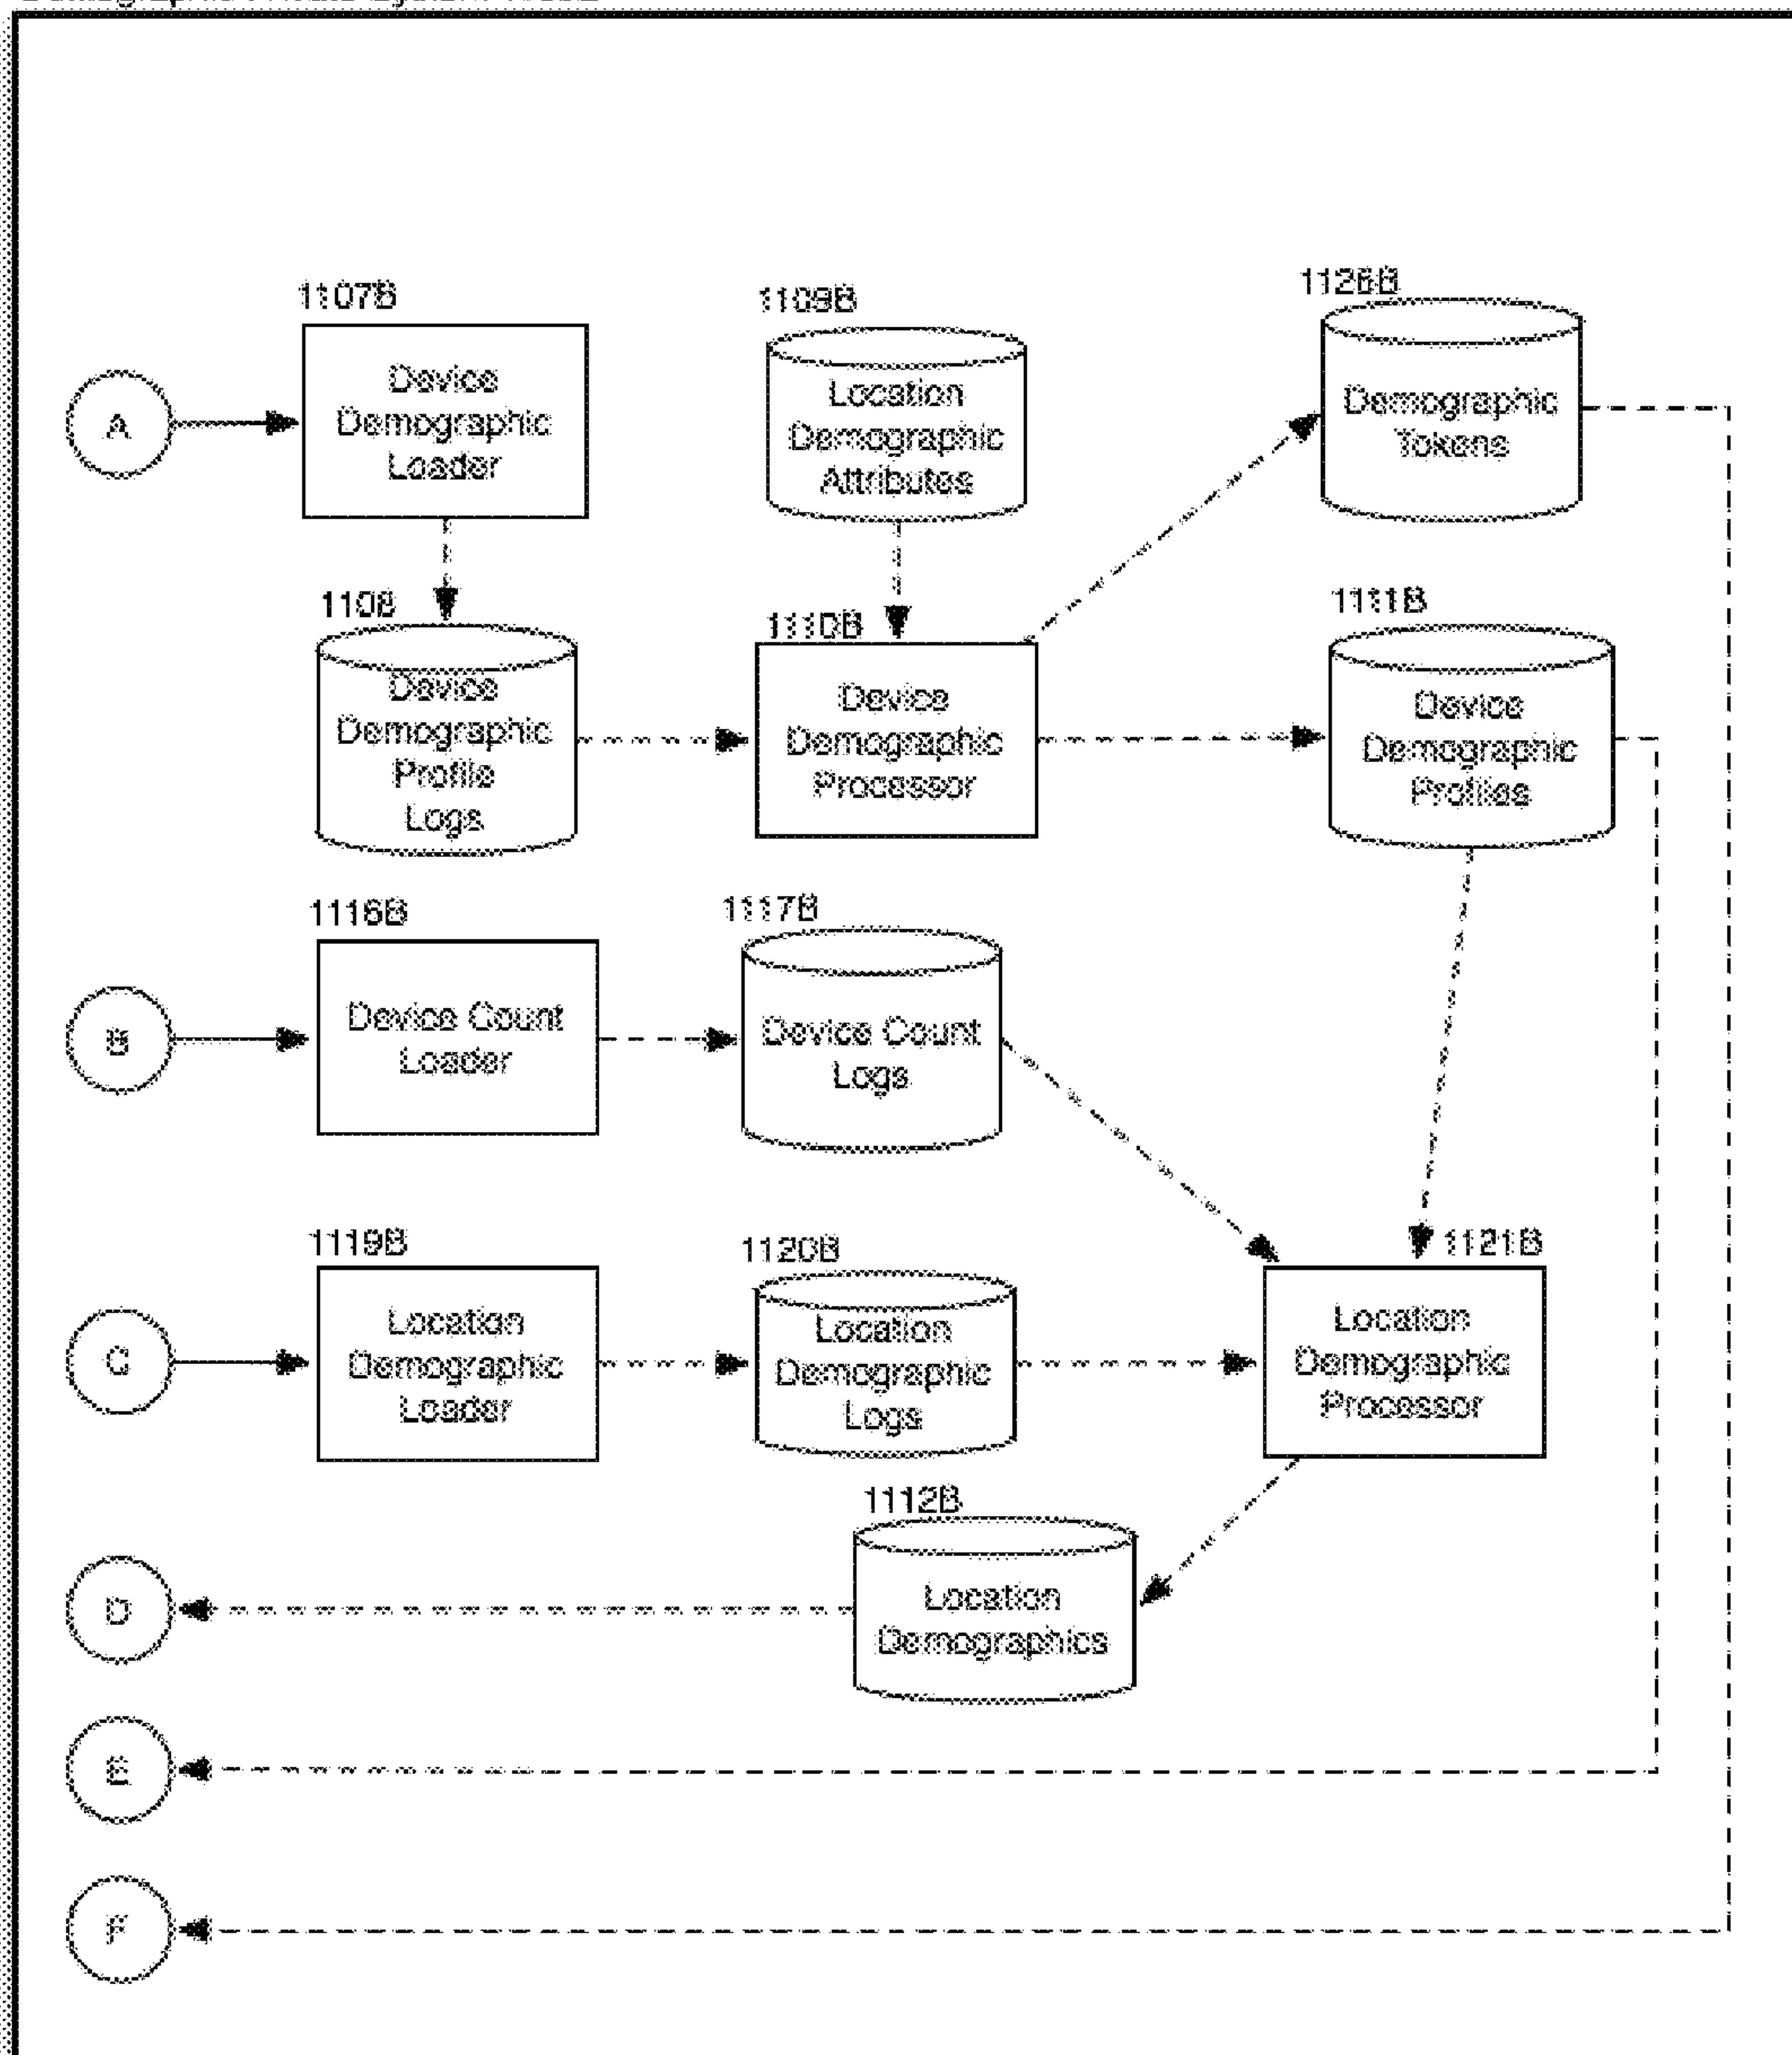 1107B
Device
Demographic
Loader
1109B
Location
Demographic
Attributes
1126B
Demographic
Tokens
A
1108
Device
Demographic
Profile
Logs
1110B
Device
Demographic
Processor
1111B
Device
Demographic
Profiles
1116B
Device Count
Loader
1117B
Device Count
Logs
B
1119B
Location
Demographic
Loader
1120B
Location
Demographic
Logs
1121B
Location
Demographic
Processor
C
1112B
Location
Demographics
D
E
F